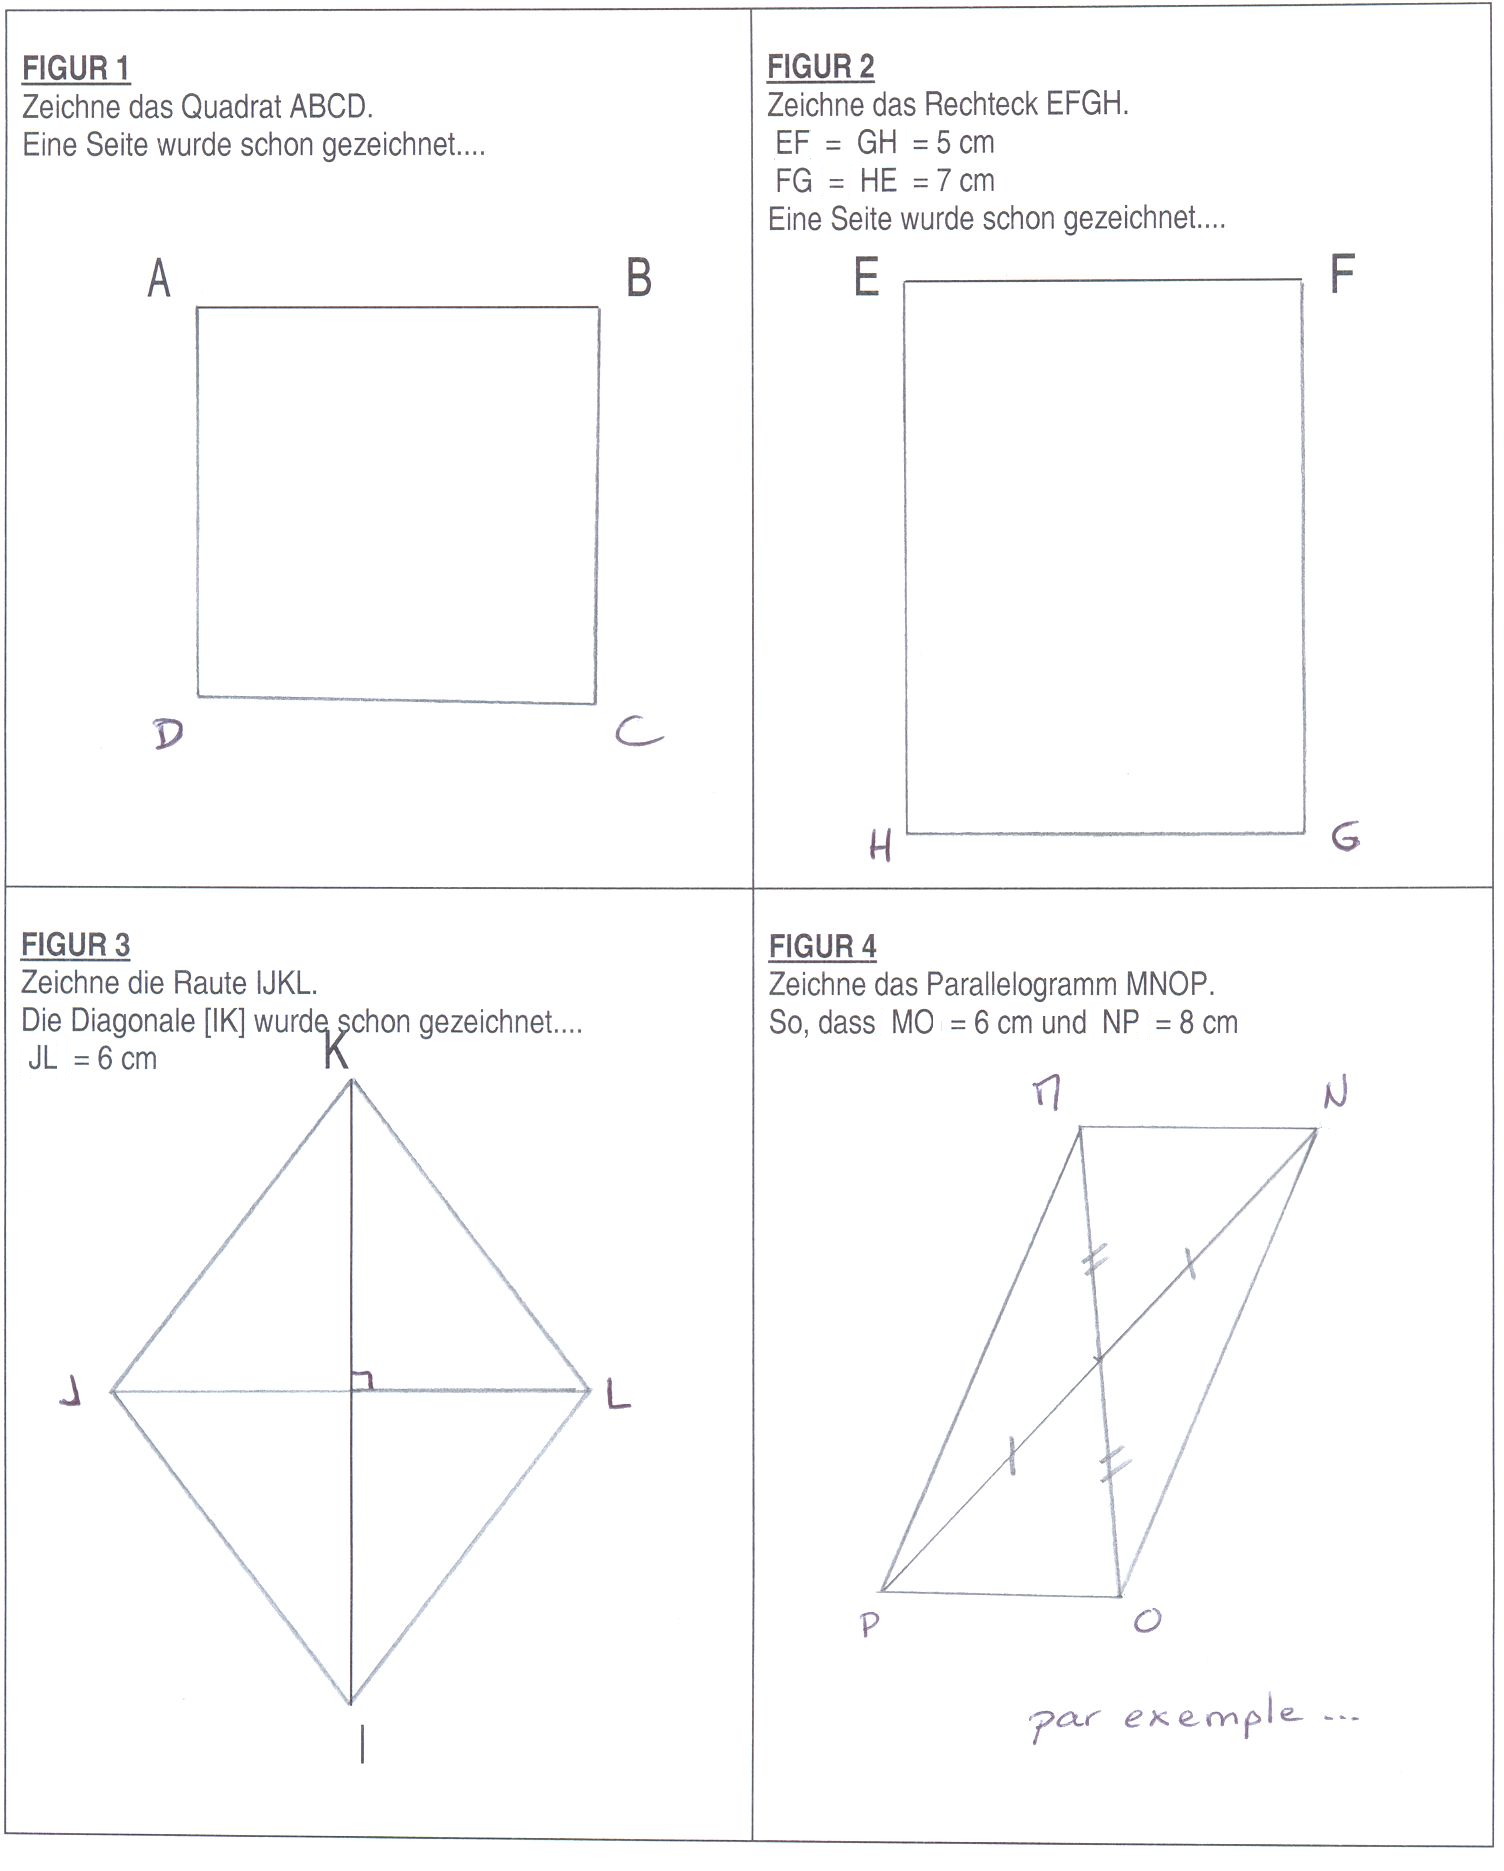 FIGUR 1
Zeichne das Quadrat ABCD.
Eine Seite wurde schon gezeichnet....
A
B
D
C
FIGUR 2
Zeichne das Rechteck EFGH.
EF = GH = 5 cm
FG = HE = 7 cm
Eine Seite wurde schon gezeichnet....
E
F
H
G
FIGUR 3
Zeichne die Raute IJKL.
Die Diagonale [IK] wurde schon gezeichnet....
JL = 6 cm
K
J
L
I
FIGUR 4
Zeichne das Parallelogramm MNOP.
So, dass MO = 6 cm und NP = 8 cm
M
N
P
O
par exemple ...